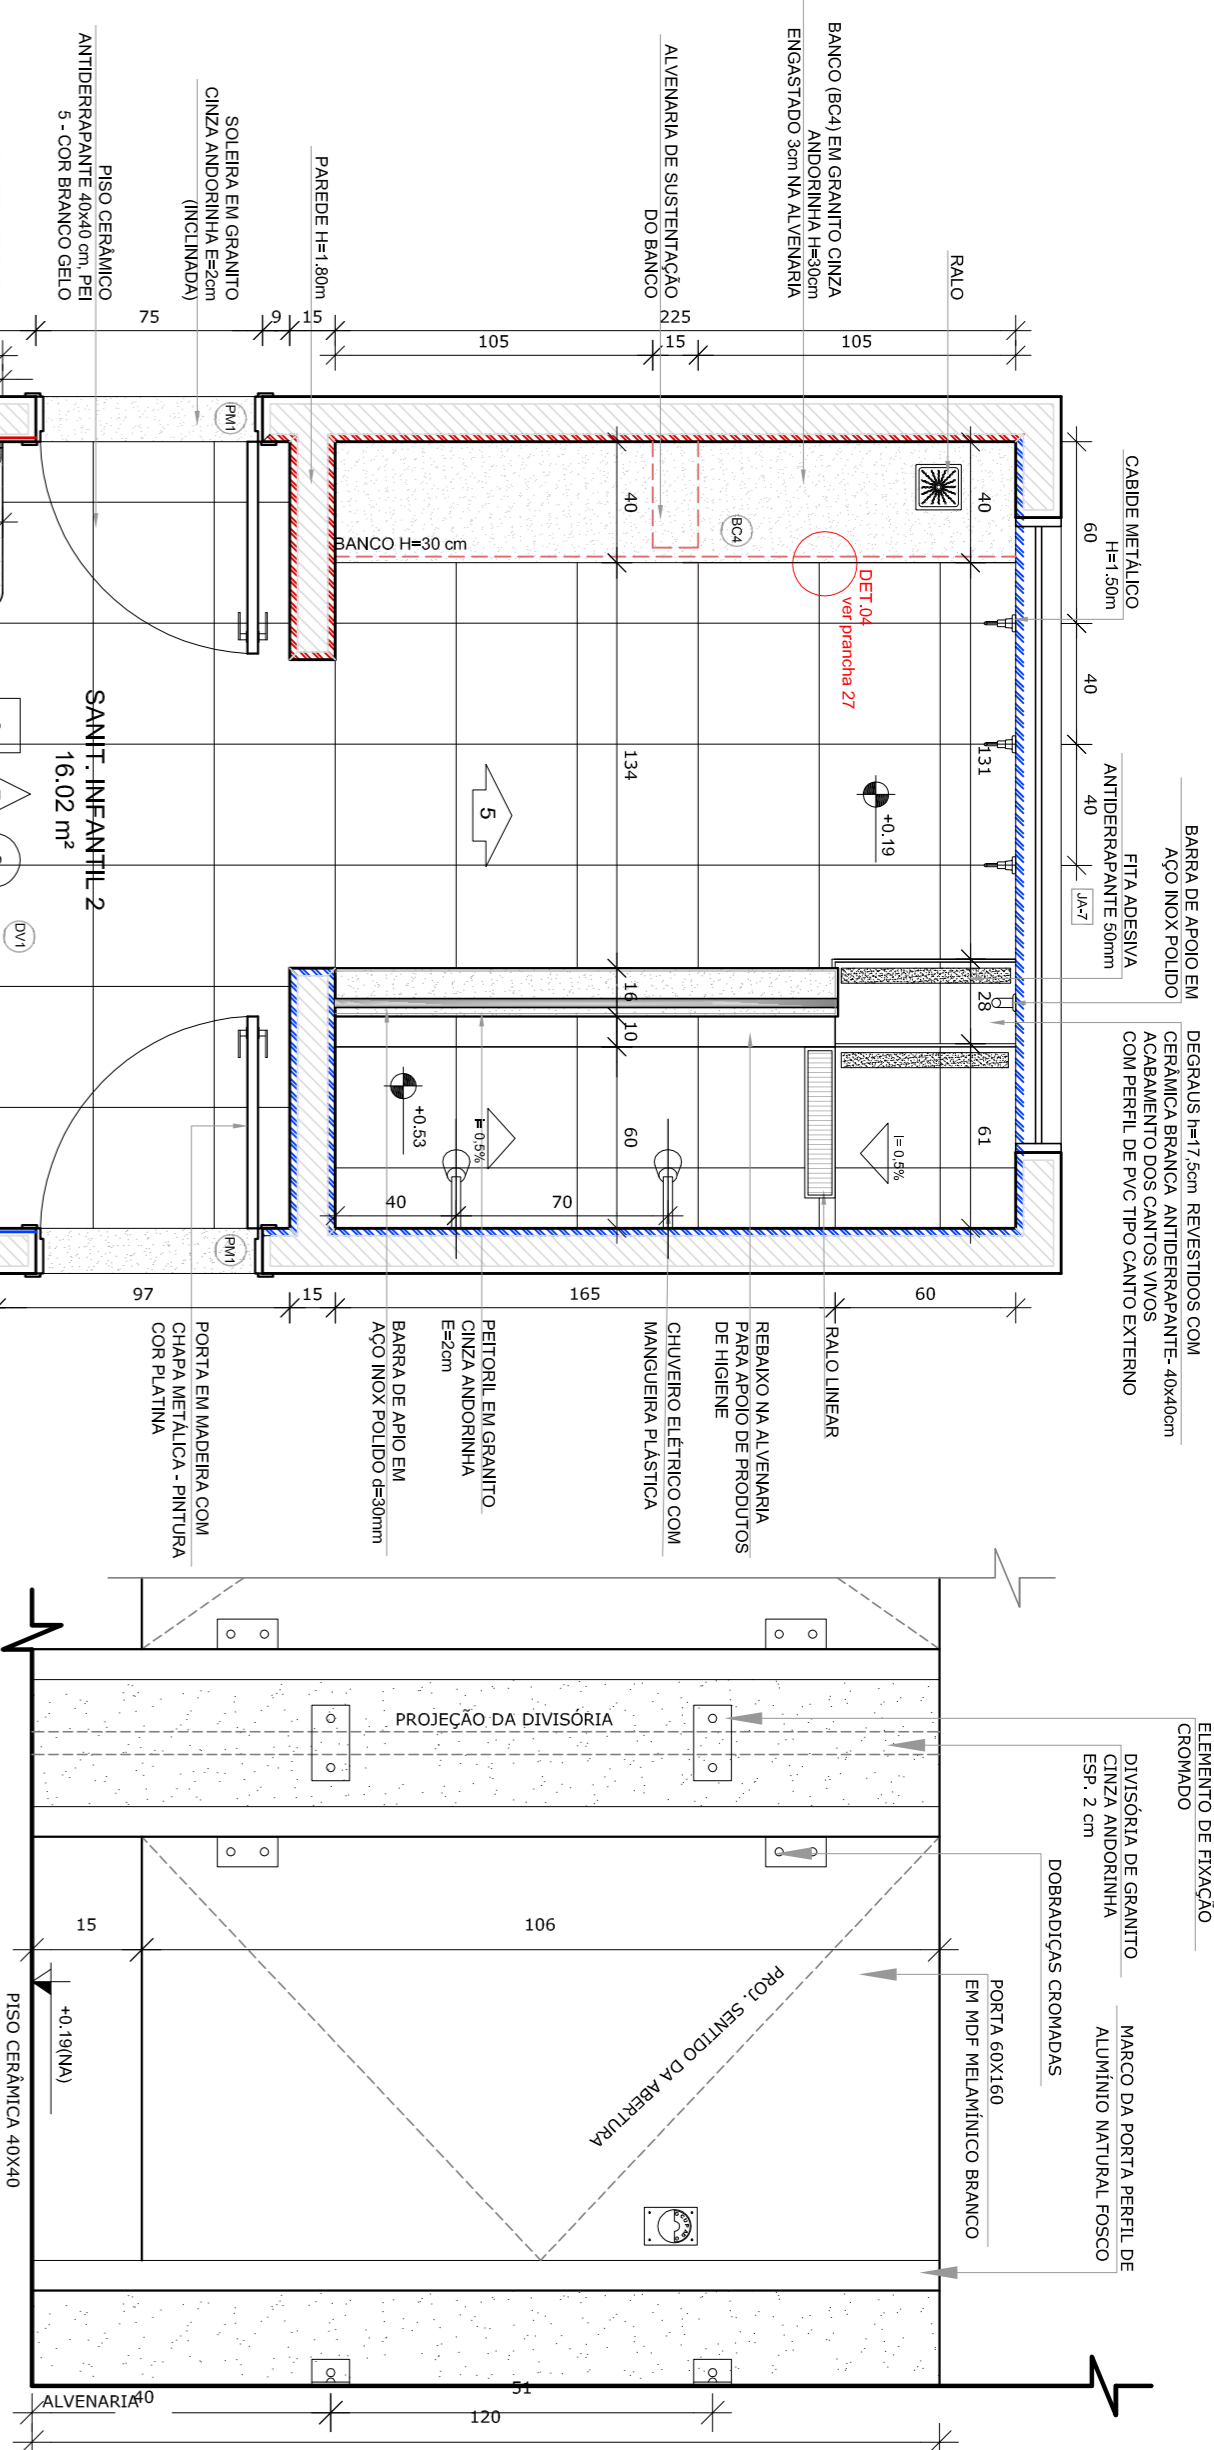 BANCO (BC4) EM GRANITO CINZA
ANDORINHA H=30cm
ENGASTADO 3cm NA ALVENARIA
ALVENARIA DE SUSTENTAÇÃO
DO BANCO
RALO
PAREDE H=1.80m
SOLEIRA EM GRANITO
CINZA ANDORINHA E=2cm
(INCLINADA)
PISO CERÂMICO
ANTIDERRAPANTE 40x40 cm, PEI
5 - COR BRANCO GELO
75
9
15
225
105
15
105
CABIDE METÁLICO
H=1.50m
60
40
40
JA-7
FITA ADESIVA
ANTIDERRAPANTE 50mm
BARRA DE APOIO EM
AÇO INOX POLIDO
DEGRAUS h=17,5cm REVESTIDOS COM
CERÂMICA BRANCA ANTIDERRAPANTE- 40x40cm
ACABAMENTO DOS CANTOS VIVOS
COM PERFIL DE PVC TIPO CANTO EXTERNO
PM1
40
40
BC4
BANCO H=30 cm
DET.04
ver prancha 27
134
131
+0.19
5
SANIT. INFANTIL 2
16.02 m²
DV1
16
10
28
60
61
+0.53
i= 0,5%
I= 0,5%
40
70
PM1
97
15
165
60
RALO LINEAR
REBAIXO NA ALVENARIA
PARA APOIO DE PRODUTOS
DE HIGIENE
CHUVEIRO ELÉTRICO COM
MANGUEIRA PLÁSTICA
PEITORIL EM GRANITO
CINZA ANDORINHA
E=2cm
BARRA DE APIO EM
AÇO INOX POLIDO d=30mm
PORTA EM MADEIRA COM
CHAPA METÁLICA - PINTURA
COR PLATINA
PROJEÇÃO DA DIVISÓRIA
ELEMENTO DE FIXAÇÃO
CROMADO
DIVISÓRIA DE GRANITO
CINZA ANDORINHA
ESP. 2 cm
DOBRADIÇAS CROMADAS
15
106
PORTA 60X160
EM MDF MELAMÍNICO BRANCO
MARCO DA PORTA PERFIL DE
ALUMÍNIO NATURAL FOSCO
PROJ. SENTIDO DA ABERTURA
+0.19(NA)
PISO CERÂMICA 40X40
ALVENARIA
40
51
120